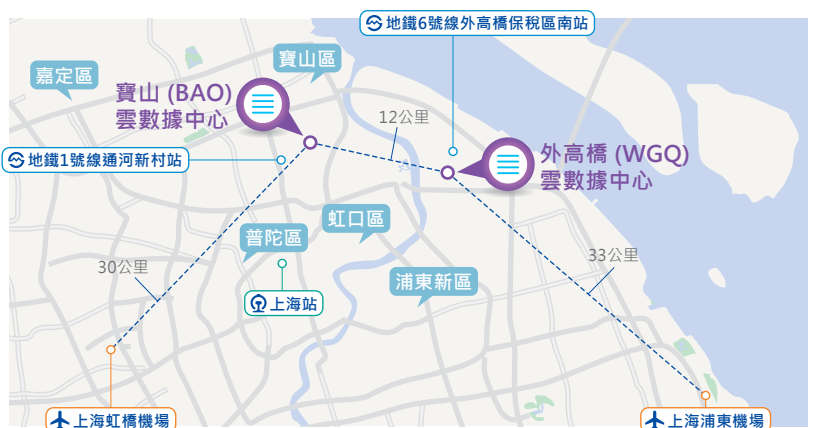 地鐵6號線外高橋保稅區南站
寶山區
嘉定區
寶山 (BAO)
雲數據中心
12公里
外高橋 (WGQ)
雲數據中心
地鐵1號線通河新村站
虹口區
普陀區
33公里
30公里
浦東新區
上海站
上海虹橋機場
上海浦東機場